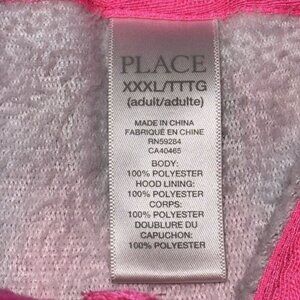 PLACE
XXXL/TTTG
(adult/adulte)
MADE IN CHINA
FABRIQUÉ EN CHINE
RN59284
CA40465
BODY:
100% POLYESTER
HOOD LINING:
100% POLYESTER
CORPS:
100% POLYESTER
DOUBLURE DU
CAPUCHON:
100% POLYESTER